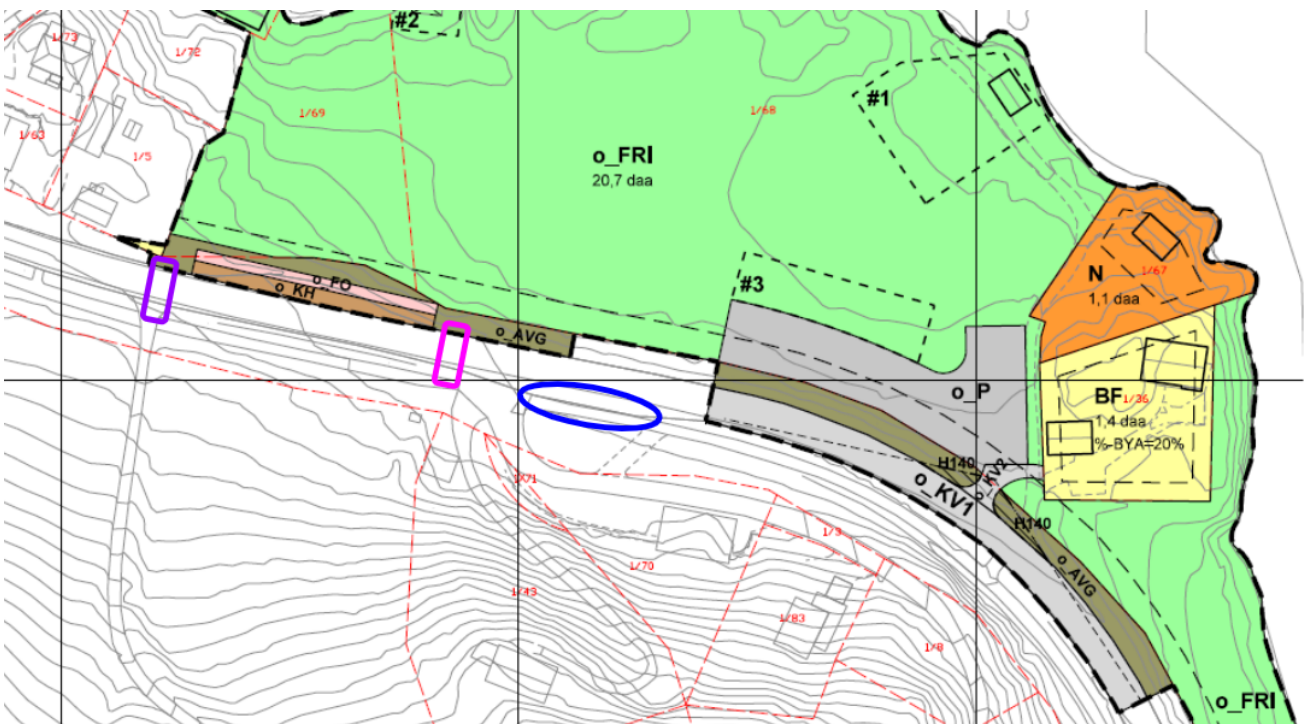 #2
1/73
1/72
1/63
1/5
1/69
1/68
#1
o_FRI
20,7 daa
N
1/67
1,1 daa
#3
o_FO
o_KH
o_AVG
o_P
BF
1/36
1,4 daa
%-BYA=20%
H140
o_KV2
o_KV1
H140
o_AVG
1/71
1/3
1/70
1/43
1/83
1/8
o_FRI